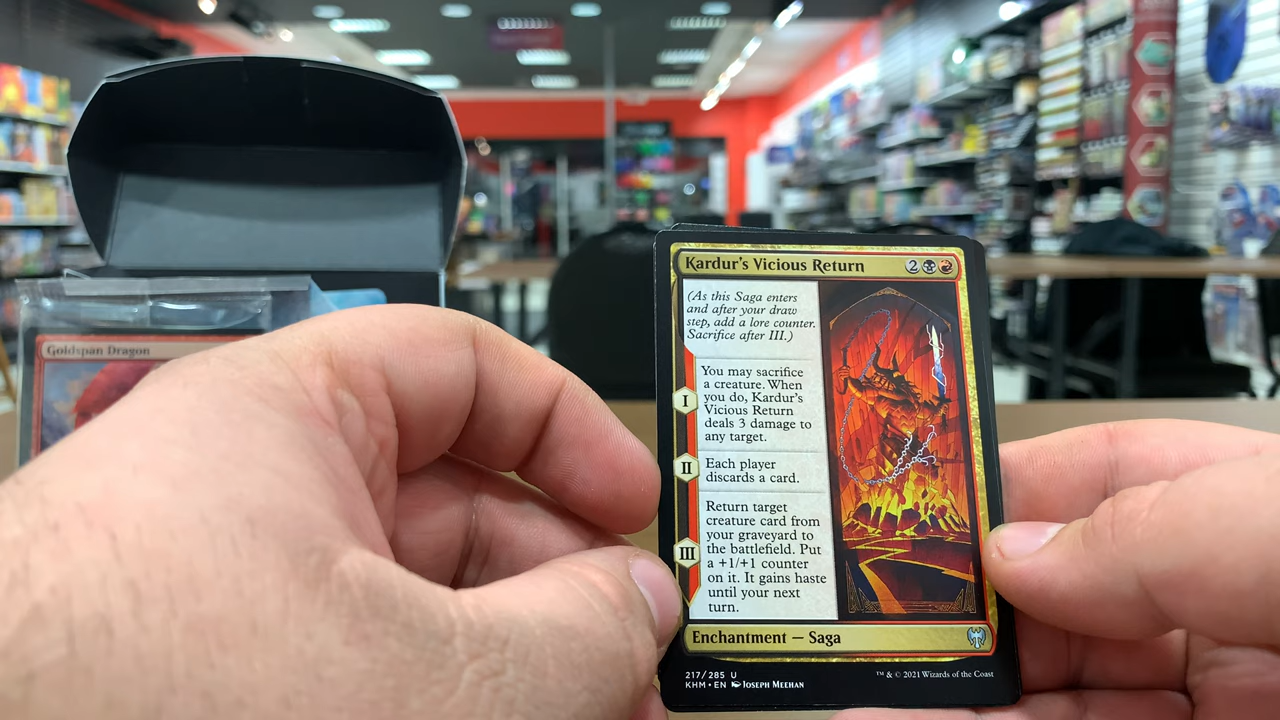 Goldspan Dragon
Kardur's Vicious Return
2
(As this Saga enters
and after your draw
step, add a lore counter.
Sacrifice after III.)
I
You may sacrifice
a creature. When
you do, Kardur's
Vicious Return
deals 3 damage to
any target.
II
Each player
discards a card.
III
Return target
creature card from
your graveyard to
the battlefield. Put
a +1/+1 counter
on it. It gains haste
until your next
turn.
Enchantment — Saga
217/285 U
KHM • EN Joseph Meehan
™ & © 2021 Wizards of the Coast